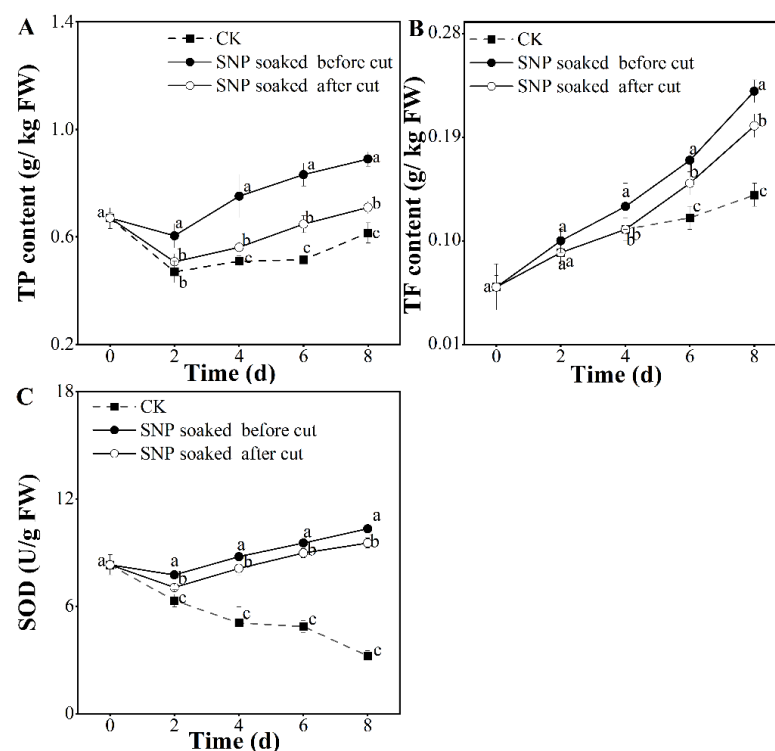 A
CK
SNP soaked before cut
SNP soaked after cut
TP content (g/ kg FW)
1.8
1.4
1.0
0.6
0.2
a
a
a
a
a
b
b
b
b
b
c
c
c
0
2
4
6
8
Time (d)
B
CK
SNP soaked before cut
SNP soaked after cut
TF content (g/ kg FW)
0.28
0.19
0.10
0.01
a
a
a
a
a
a
a
b
b
b
b
c
c
0
2
4
6
8
Time (d)
C
CK
SNP soaked before cut
SNP soaked after cut
SOD (U/g FW)
18
12
6
0
a
a
a
a
a
b
b
b
b
c
c
c
c
0
2
4
6
8
Time (d)